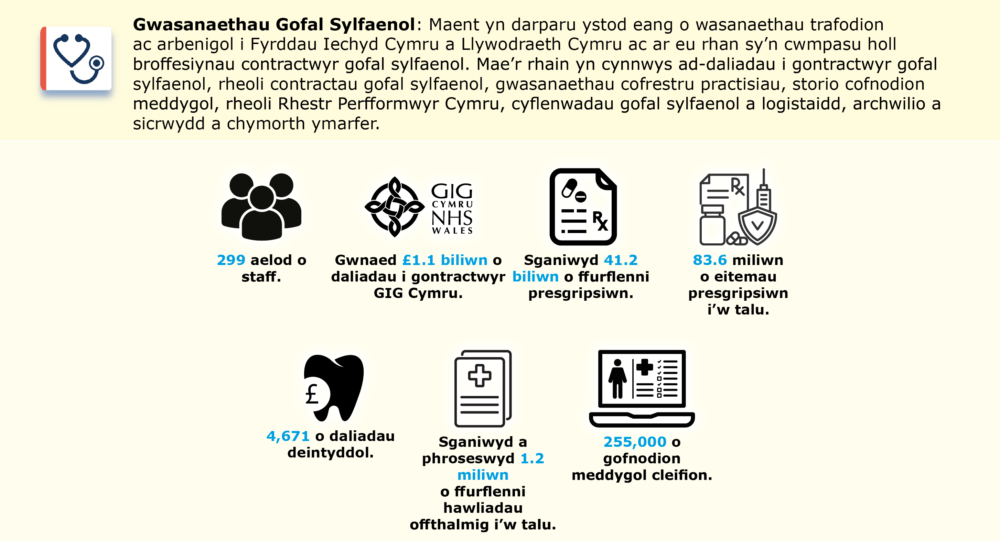 Gwasanaethau Gofal Sylfaenol: Maent yn darparu ystod eang o wasanaethau trafodion
ac arbenigol i Fyrddau Iechyd Cymru a Llywodraeth Cymru ac ar eu rhan sy’n cwmpasu holl
broffesiynau contractwyr gofal sylfaenol. Mae’r rhain yn cynnwys ad-daliadau i gontractwyr gofal
sylfaenol, rheoli contractau gofal sylfaenol, gwasanaethau cofrestru practisiau, storio cofnodion
meddygol, rheoli Rhestr Perfformwyr Cymru, cyflenwadau gofal sylfaenol a logistaidd, archwilio a
sicrwydd a chymorth ymarfer.
299 aelod o
staff.
GIG
CYMRU
NHS
WALES
Gwnaed £1.1 biliwn o
daliadau i gontractwyr
GIG Cymru.
Rx
Sganiwyd 41.2
biliwn o ffurflenni
presgripsiwn.
Rx
83.6 miliwn
o eitemau
presgripsiwn
i’w talu.
£
4,671 o daliadau
deintyddol.
Sganiwyd a
phroseswyd 1.2
miliwn
o ffurflenni
hawliadau
offthalmig i’w talu.
255,000 o
gofnodion
meddygol cleifion.